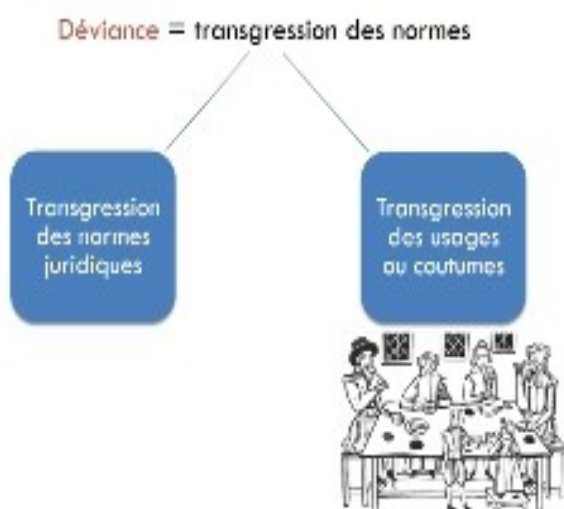 Déviance = transgression des normes
Transgression
des normes
juridiques
Transgression
des usages
ou coutumes